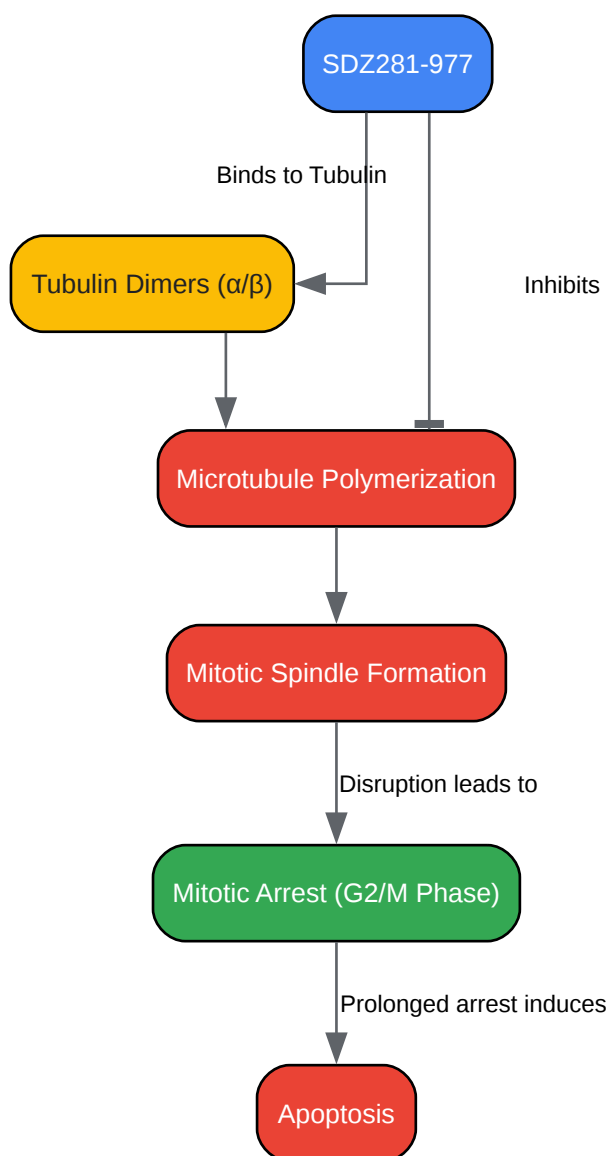 SDZ281-977
Binds to Tubulin
Tubulin Dimers (α/β)
Inhibits
Microtubule Polymerization
Mitotic Spindle Formation
Disruption leads to
Mitotic Arrest (G2/M Phase)
Prolonged arrest induces
Apoptosis